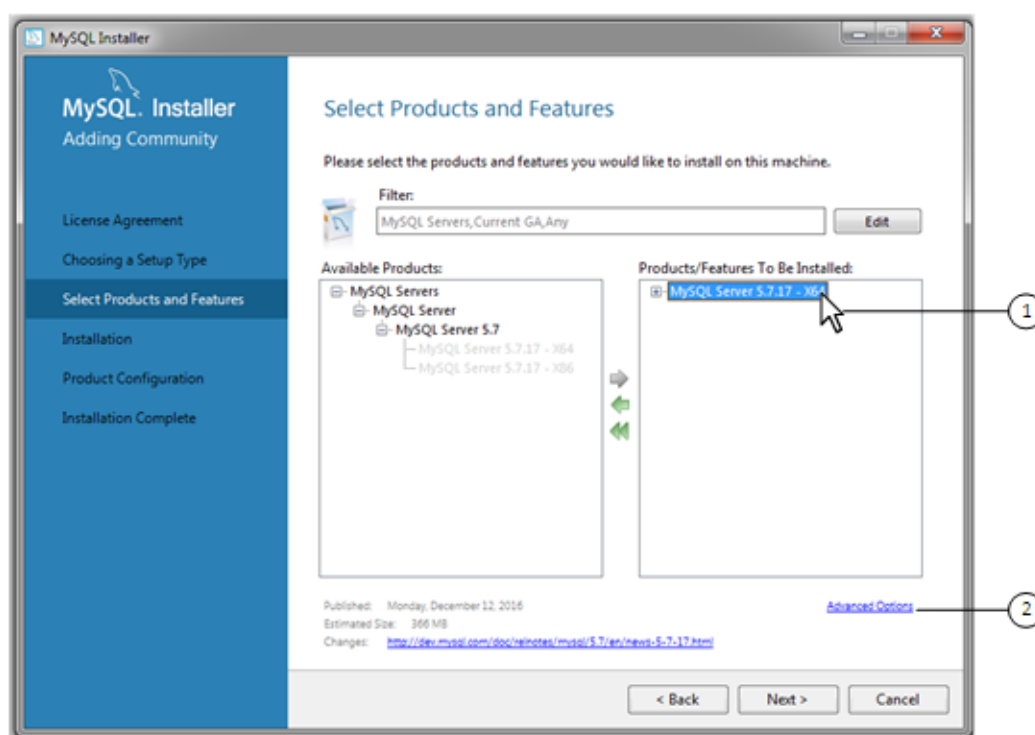 MySQL Installer
MySQL. Installer
Adding Community
License Agreement
Choosing a Setup Type
Select Products and Features
Installation
Product Configuration
Installation Complete
Select Products and Features
Please select the products and features you would like to install on this machine.
Filter:
MySQL Servers,Current GA,Any
Edit
Available Products:
MySQL Servers
MySQL Server
MySQL Server 5.7
MySQL Server 5.7.17 - X64
MySQL Server 5.7.17 - X86
Products/Features To Be Installed:
MySQL Server 5.7.17 - X64
1
Published: Monday, December 12, 2016
Estimated Size: 366 MB
Changes: http://dev.mysql.com/doc/relnotes/mysql/5.7/en/news-5-7-17.html
Advanced Options
2
< Back
Next >
Cancel